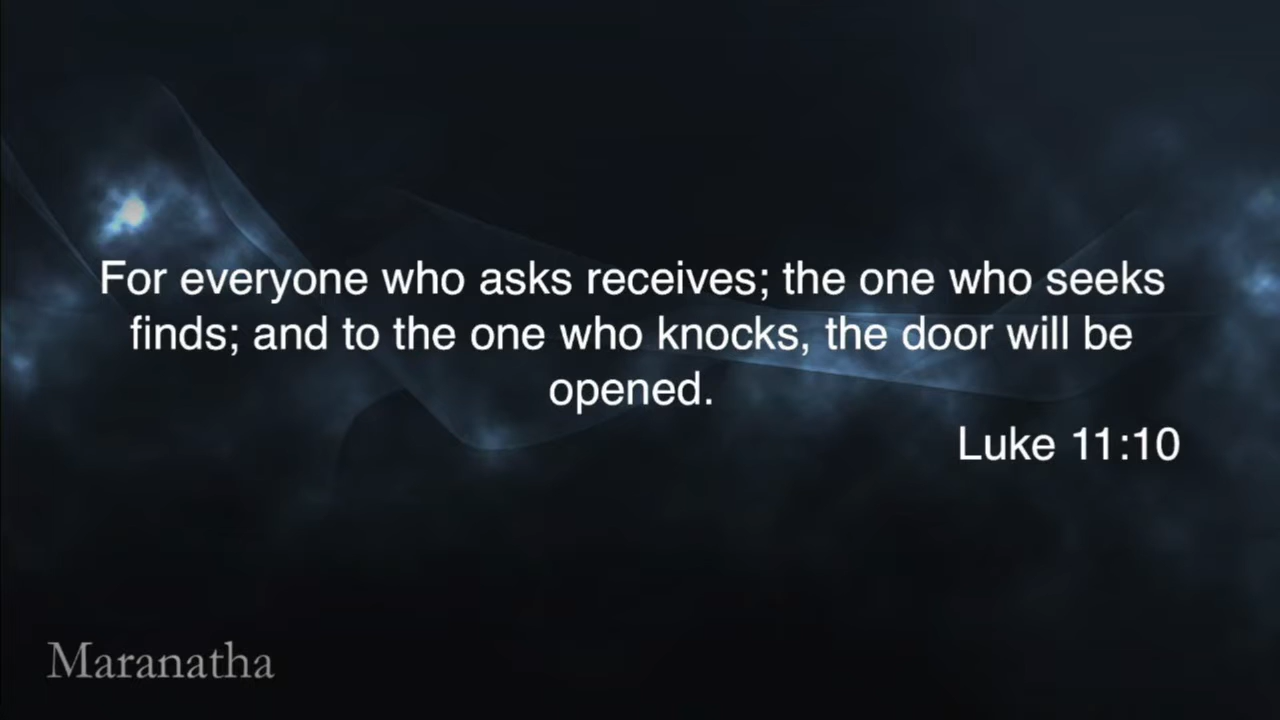 For everyone who asks receives; the one who seeks
finds; and to the one who knocks, the door will be
opened.
Luke 11:10
Maranatha